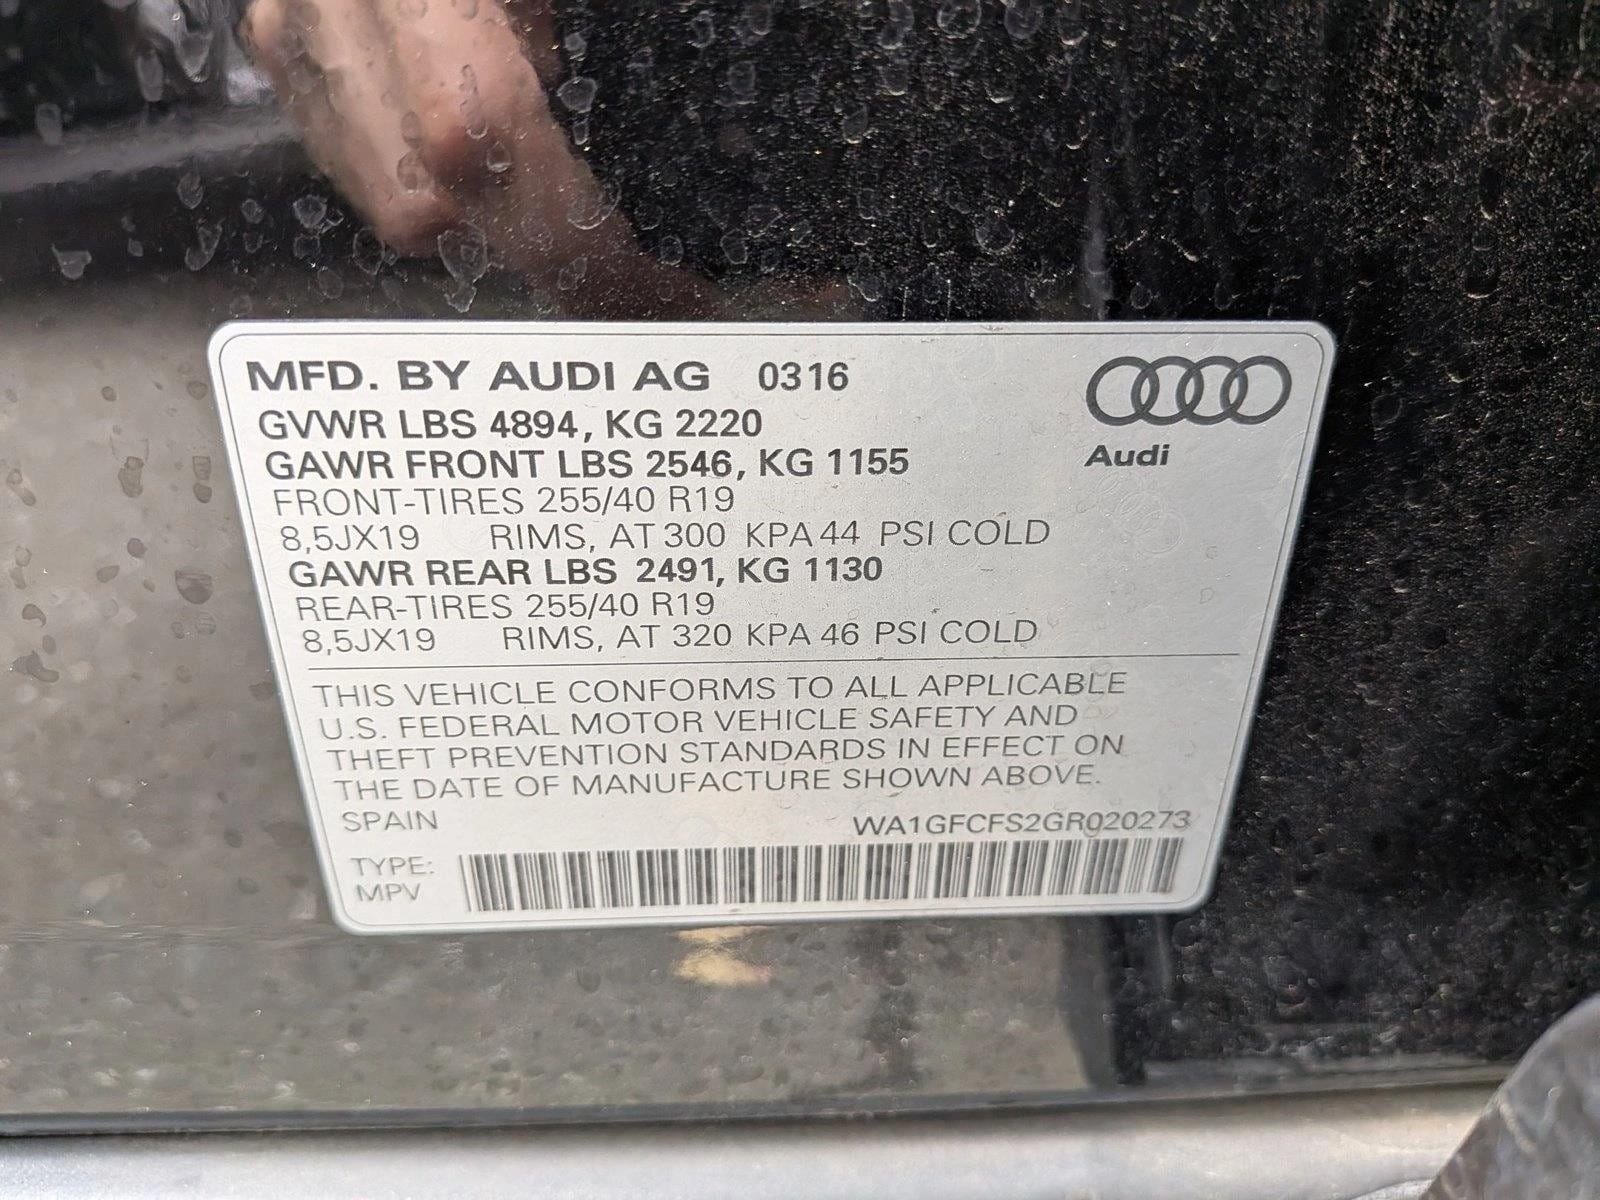 MFD. BY AUDI AG 0316
GVWR LBS 4894, KG 2220
GAWR FRONT LBS 2546, KG 1155
Audi
FRONT-TIRES 255/40 R19
8,5JX19 RIMS, AT 300 KPA 44 PSI COLD
GAWR REAR LBS 2491, KG 1130
REAR-TIRES 255/40 R19
8,5JX19 RIMS, AT 320 KPA 46 PSI COLD
THIS VEHICLE CONFORMS TO ALL APPLICABLE
U.S. FEDERAL MOTOR VEHICLE SAFETY AND
THEFT PREVENTION STANDARDS IN EFFECT ON
THE DATE OF MANUFACTURE SHOWN ABOVE.
SPAIN WA1GFCFS2GR020273
TYPE:
MPV